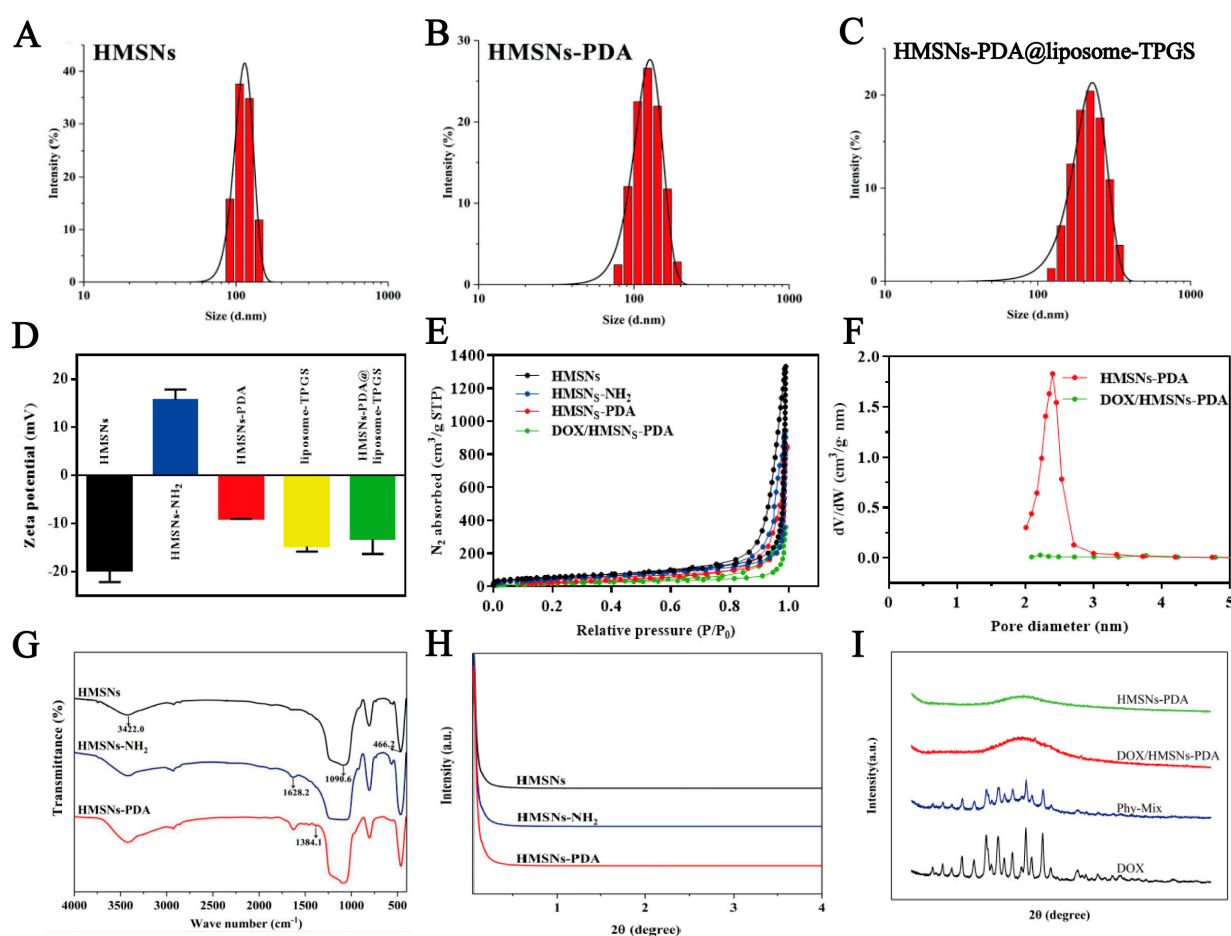 A
HMSNs
Intensity (%)
40
30
20
10
0
10
100
1000
Size (d.nm)
B
HMSNs-PDA
Intensity (%)
30
20
10
0
10
100
1000
Size (d.nm)
C
HMSNs-PDA@liposome-TPGS
Intensity (%)
20
10
0
10
100
1000
Size (d.nm)
D
Zeta potential (mV)
20
10
0
-10
-20
HMSNs
HMSNs-NH2
HMSNs-PDA
liposome-TPGS
HMSNs-PDA@
liposome-TPGS
E
N2 absorbed (cm3/g STP)
1400
1200
1000
800
600
400
200
0
HMSNs
HMSNS-NH2
HMSNS-PDA
DOX/HMSNS-PDA
0.0
0.2
0.4
0.6
0.8
1.0
Relative pressure (P/P0)
F
dV/dW (cm3/g· nm)
2.0
1.5
1.0
0.5
0.0
HMSNs-PDA
DOX/HMSNs-PDA
0
1
2
3
4
5
Pore diameter (nm)
G
Transmittance (%)
HMSNs
3422.0
466.2
HMSNs-NH2
1090.6
1628.2
HMSNs-PDA
1384.1
4000
3500
3000
2500
2000
1500
1000
500
Wave number (cm-1)
H
Intensity (a.u.)
HMSNs
HMSNs-NH2
HMSNs-PDA
1
2
3
4
2θ (degree)
I
Intensity(a.u.)
HMSNs-PDA
DOX/HMSNs-PDA
Phy-Mix
DOX
2θ (degree)